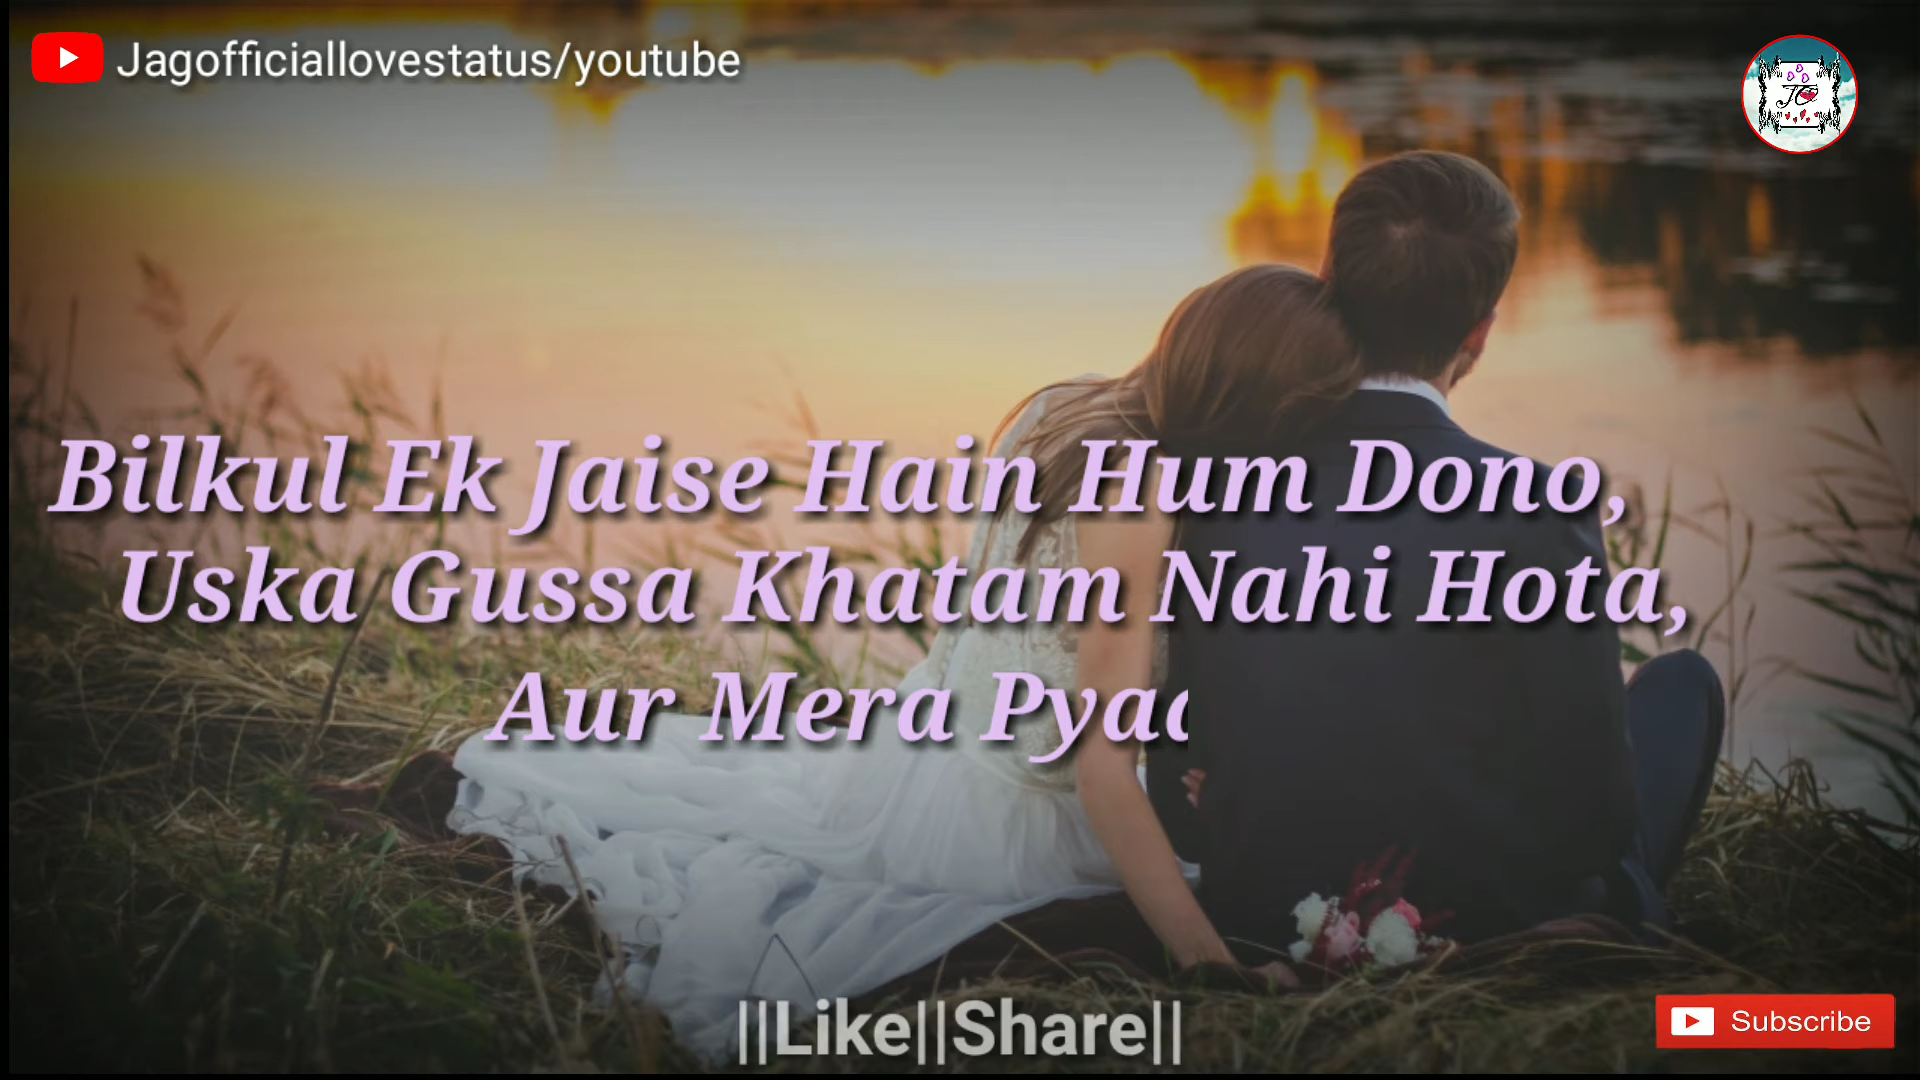 Jagofficiallovestatus/youtube
Bilkul Ek Jaise Hain Hum Dono,
Uska Gussa Khatam Nahi Hota,
Aur Mera
||Like||Share||
Subscribe